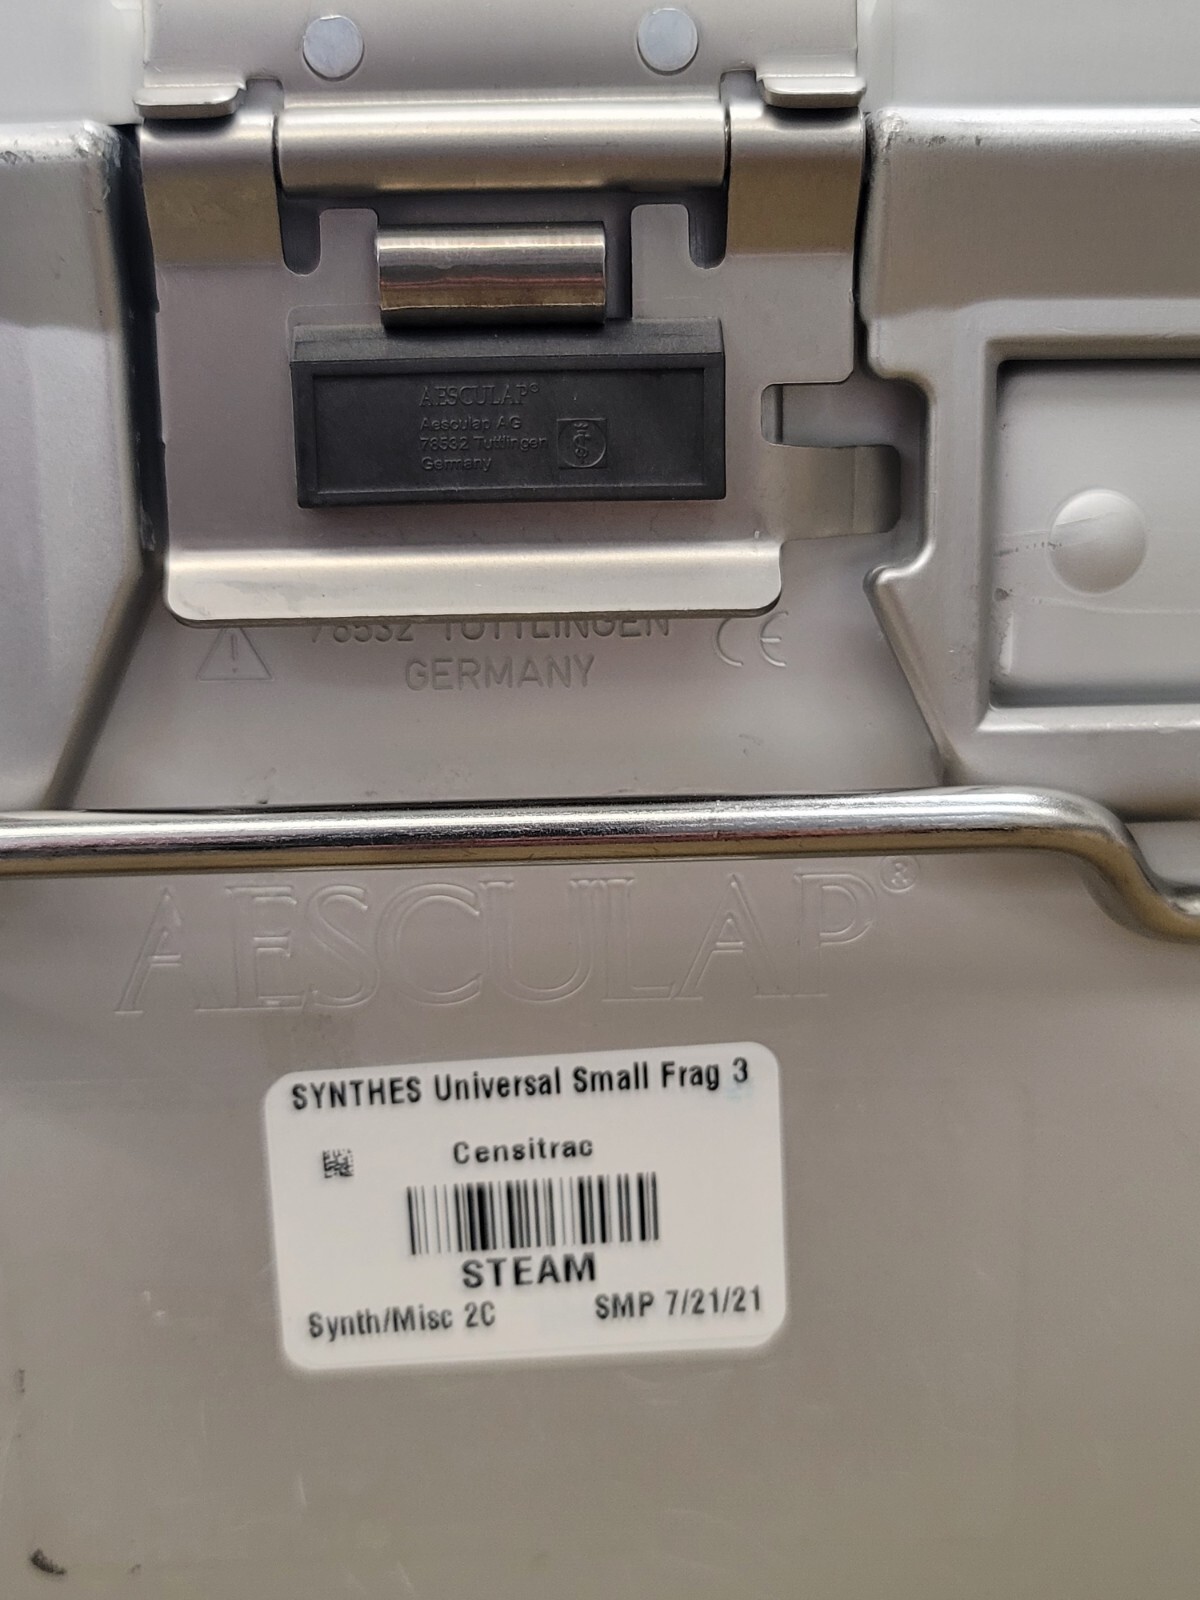 AESCULAP®
Aesculap AG
78532 Tuttlingen
Germany
78532 TUTTLINGEN
CE
GERMANY
AESCULAP®
SYNTHES Universal Small Frag 3
Censitrac
STEAM
Synth/Misc 2C SMP 7/21/21